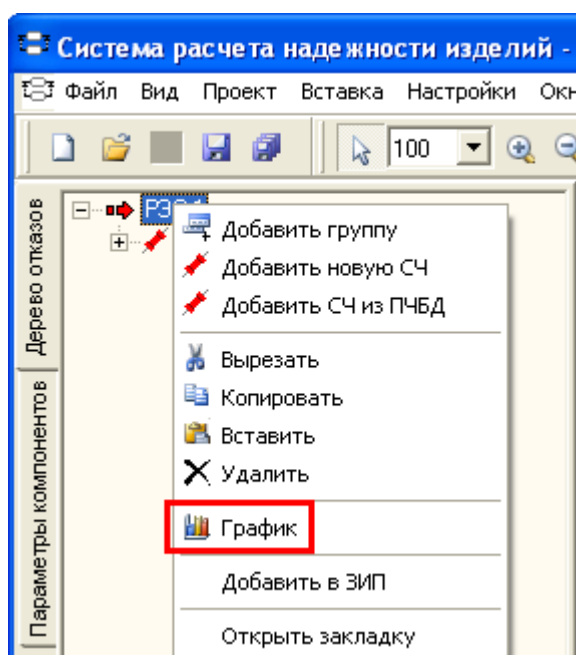 Система расчета надежности изделий -
Файл Вид Проект Вставка Настройки
100
Дерево отказов
Параметры компонентов
Добавить группу
Добавить новую СЧ
Добавить СЧ из ПЧБД
Вырезать
Копировать
Вставить
Удалить
График
Добавить в ЗИП
Открыть закладку